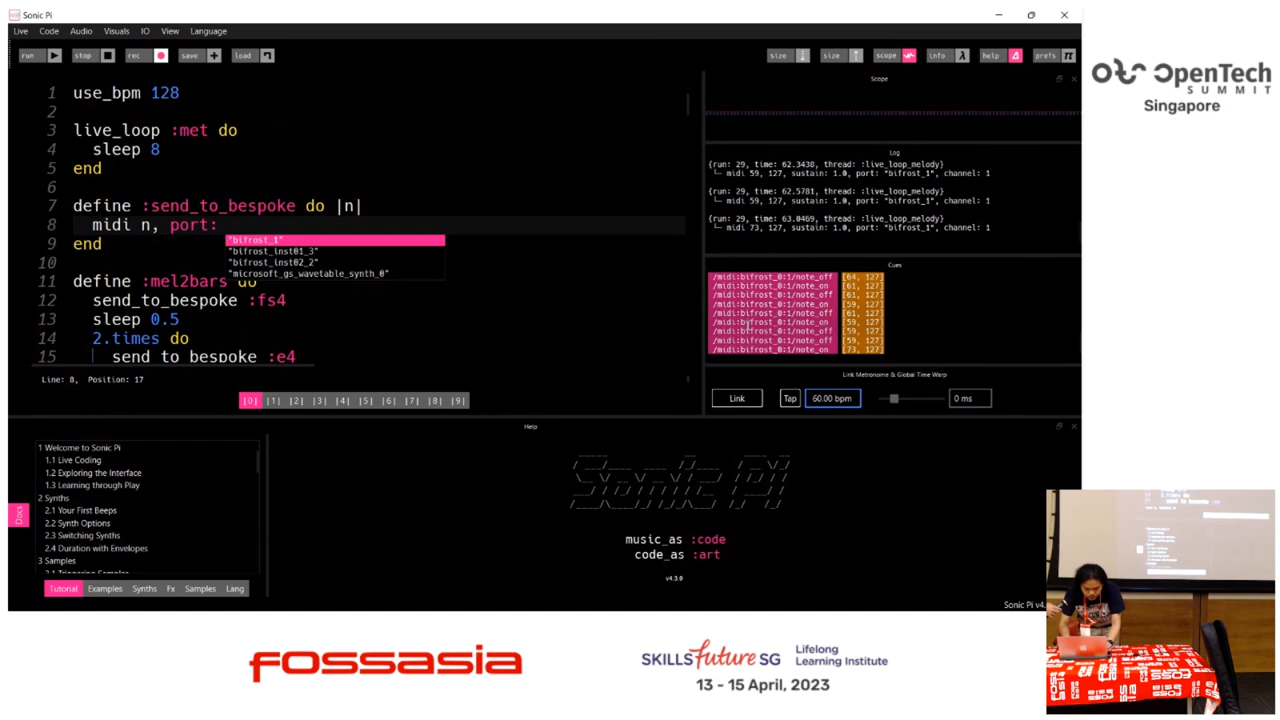 Sonic Pi
Live Code Audio Visuals IO View Language
run stop rec save load size size scope info help prefs
1 use_bpm 128
2
3 live_loop :met do
4 sleep 8
5 end
6
7 define :send_to_bespoke do |n|
8 midi n, port:
9 end
"bifrost_1"
"bifrost_inst01_3"
"bifrost_inst02_2"
"microsoft_gs_wavetable_synth_0"
10
11 define :mel2bars do
12 send_to_bespoke :fs4
13 sleep 0.5
14 2.times do
15 send_to_bespoke :e4
Line: 8, Position: 17
|0| |1| |2| |3| |4| |5| |6| |7| |8| |9|
Scope
Log
{run: 29, time: 62.3438, thread: :live_loop_melody}
└─ midi 59, 127, sustain: 1.0, port: "bifrost_1", channel: 1
{run: 29, time: 62.5781, thread: :live_loop_melody}
└─ midi 59, 127, sustain: 1.0, port: "bifrost_1", channel: 1
{run: 29, time: 63.0469, thread: :live_loop_melody}
└─ midi 73, 127, sustain: 1.0, port: "bifrost_1", channel: 1
Cues
/midi:bifrost_0:1/note_off [64, 127]
/midi:bifrost_0:1/note_on [61, 127]
/midi:bifrost_0:1/note_off [61, 127]
/midi:bifrost_0:1/note_on [59, 127]
/midi:bifrost_0:1/note_off [61, 127]
/midi:bifrost_0:1/note_on [59, 127]
/midi:bifrost_0:1/note_off [59, 127]
/midi:bifrost_0:1/note_on [73, 127]
Link Metronome & Global Time Warp
Link Tap 60.00 bpm 0 ms
Help
Docs
1 Welcome to Sonic Pi
1.1 Live Coding
1.2 Exploring the Interface
1.3 Learning through Play
2 Synths
2.1 Your First Beeps
2.2 Synth Options
2.3 Switching Synths
2.4 Duration with Envelopes
3 Samples
3.1 Triggering Samples
Tutorial Examples Synths Fx Samples Lang
Sonic Pi
music_as :code
code_as :art
v4.3.0
Sonic Pi v4.
OpenTech
SUMMIT
Singapore
FOSSASIA
SKILLS future SG
Lifelong
Learning Institute
13 - 15 April, 2023